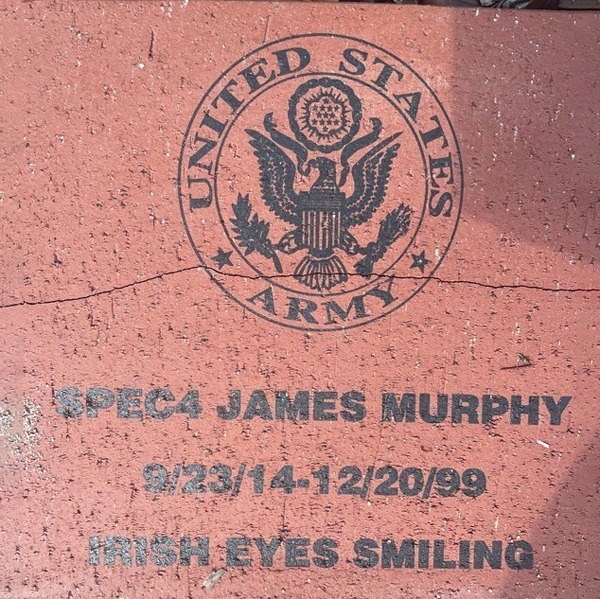 UNITED STATES
ARMY
SPEC4 JAMES MURPHY
9/23/14-12/20/99
IRISH EYES SMILING